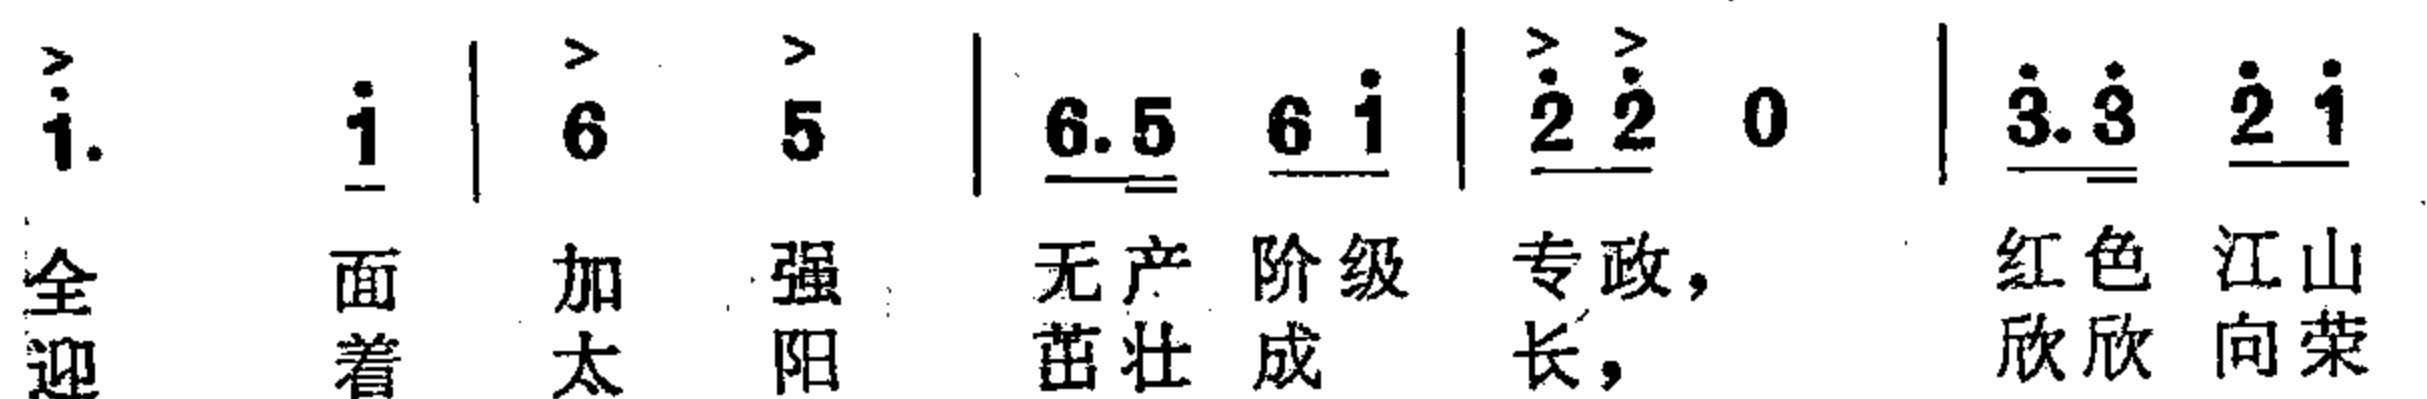 1̇. 1̇ | 6 5 | 6.5 6 1̇ | 2̇ 2̇ 0 | 3̇.3̇ 2̇ 1̇
全 面 加 强 无产 阶级 专政， 红色 江山
迎 着 太 阳 茁壮 成 长， 欣欣 向荣